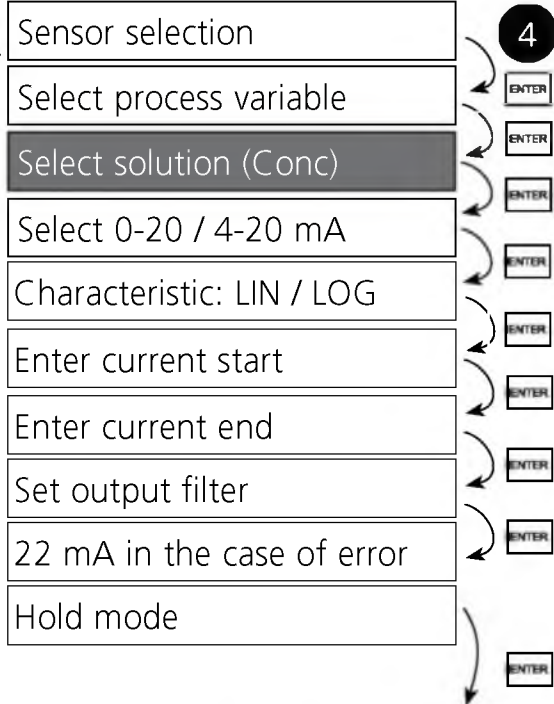 Sensor selection
4
ENTER
Select process variable
ENTER
Select solution (Conc)
ENTER
Select 0-20 / 4-20 mA
ENTER
Characteristic: LIN / LOG
ENTER
Enter current start
ENTER
Enter current end
ENTER
Set output filter
ENTER
22 mA in the case of error
Hold mode
ENTER